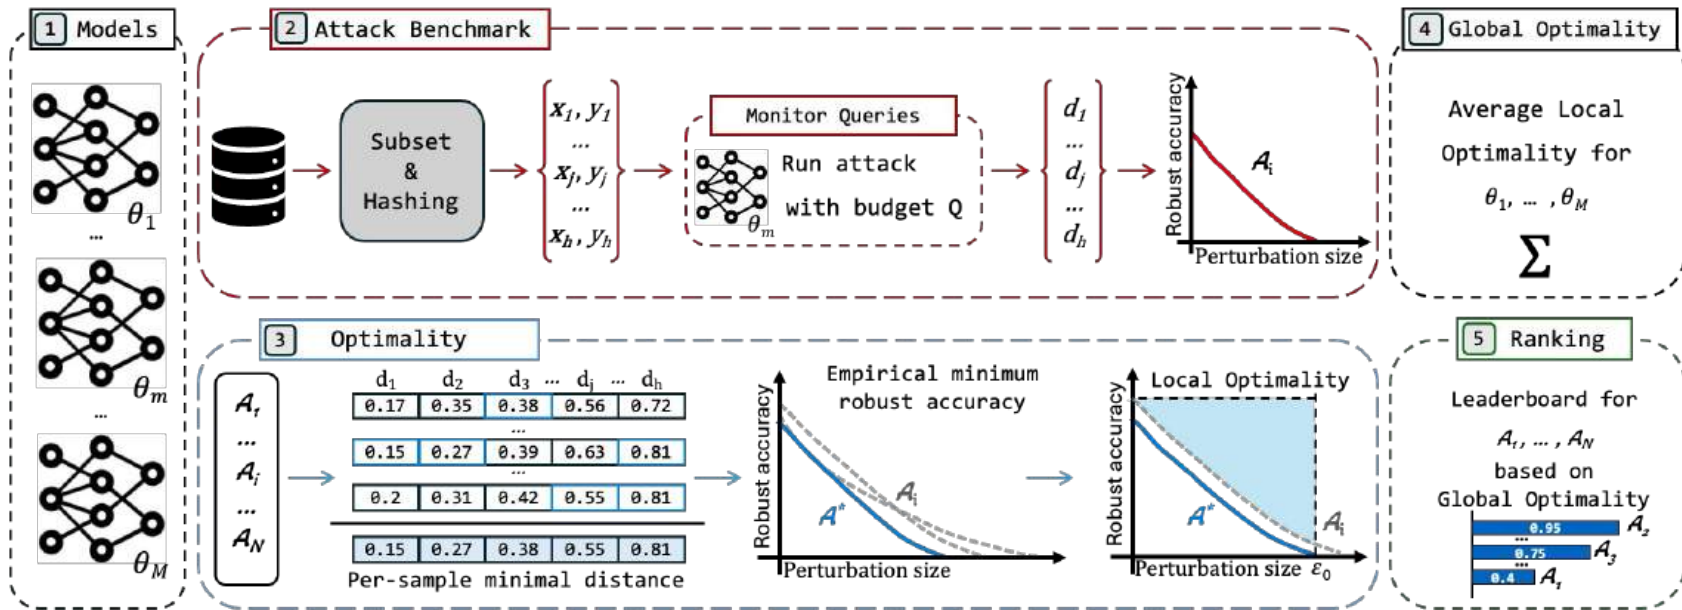 1 Models
θ1
...
θm
...
θM
2 Attack Benchmark
Subset
&
Hashing
x1, y1
...
xj, yj
...
xh, yh
Monitor Queries
Run attack
with budget Q
θm
d1
...
dj
...
dh
Robust accuracy
Ai
Perturbation size
3 Optimality
A1
...
Ai
...
AN
d1 d2 d3 ... dj ... dh
0.17 0.35 0.38 0.56 0.72
...
0.15 0.27 0.39 0.63 0.81
...
0.2 0.31 0.42 0.55 0.81
0.15 0.27 0.38 0.55 0.81
Per-sample minimal distance
Empirical minimum
robust accuracy
Robust accuracy
A* Ai
Perturbation size
Local Optimality
Robust accuracy
A* Ai
Perturbation size ε0
4 Global Optimality
Average Local
Optimality for
θ1, ... ,θM
Σ
5 Ranking
Leaderboard for
A1, ... , AN
based on
Global Optimality
0.95 A2
...
0.75 A3
...
0.4 A1